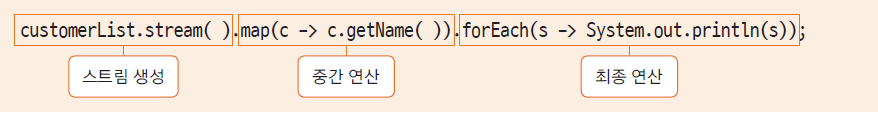 customerList.stream( ).map(c -> c.getName( )).forEach(s -> System.out.println(s));
스트림 생성 중간 연산 최종 연산